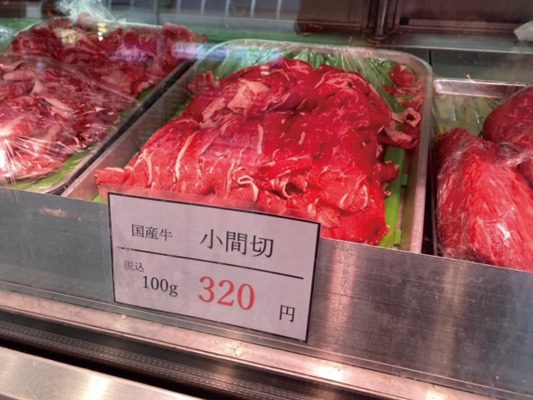 国産牛 小間切
税込 100g 320 円